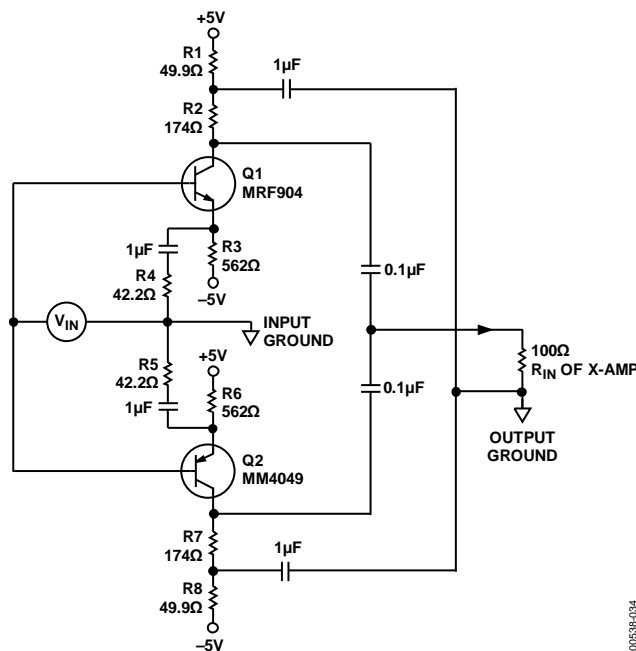 +5V
R1
49.9Ω
1µF
R2
174Ω
Q1
MRF904
1µF
R3
562Ω
R4
42.2Ω
–5V
0.1µF
VIN
INPUT
GROUND
100Ω
RIN OF X-AMP
R5
42.2Ω
+5V
R6
562Ω
1µF
0.1µF
OUTPUT
GROUND
Q2
MM4049
R7
174Ω
1µF
R8
49.9Ω
–5V
00538-034